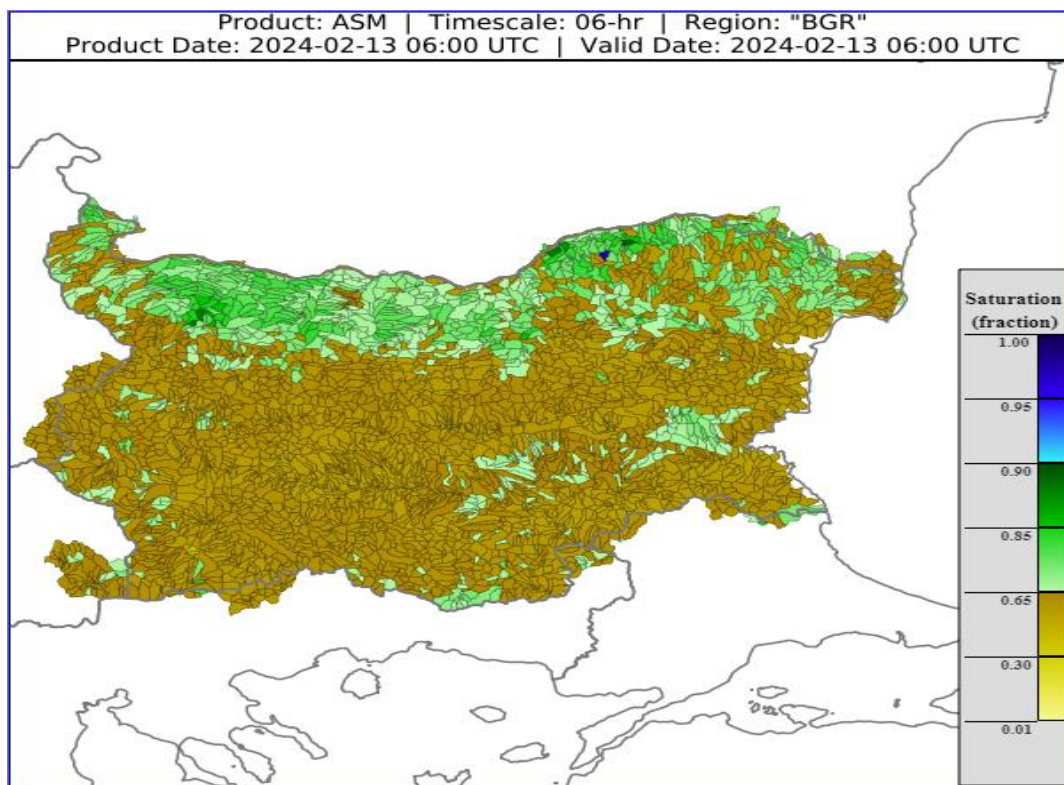 Product: ASM | Timescale: 06-hr | Region: "BGR"
Product Date: 2024-02-13 06:00 UTC | Valid Date: 2024-02-13 06:00 UTC
Saturation
(fraction)
1.00
0.95
0.90
0.85
0.65
0.30
0.01